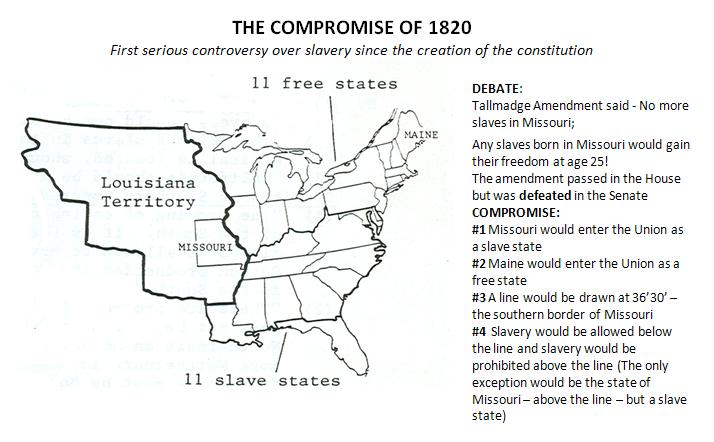 THE COMPROMISE OF 1820
First serious controversy over slavery since the creation of the constitution
11 free states
MAINE
Louisiana
Territory
MISSOURI
11 slave states
DEBATE:
Tallmadge Amendment said - No more
slaves in Missouri;
Any slaves born in Missouri would gain
their freedom at age 25!
The amendment passed in the House
but was defeated in the Senate
COMPROMISE:
#1 Missouri would enter the Union as
a slave state
#2 Maine would enter the Union as a
free state
#3 A line would be drawn at 36’30’ –
the southern border of Missouri
#4 Slavery would be allowed below
the line and slavery would be
prohibited above the line (The only
exception would be the state of
Missouri – above the line – but a slave
state)